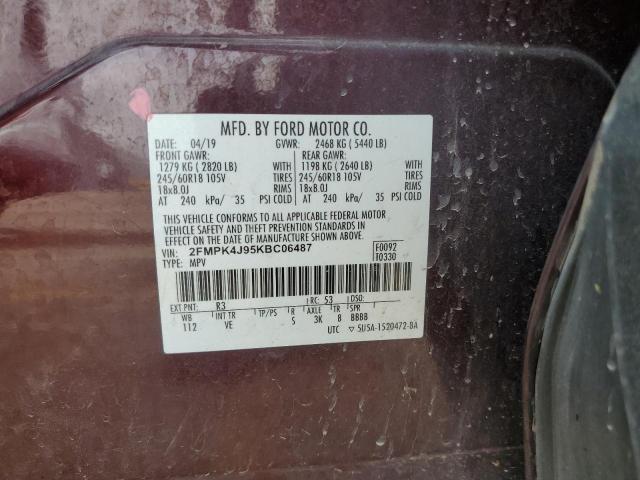 MFD. BY FORD MOTOR CO.
DATE: 04/19 GVWR: 2468 KG ( 5440 LB)
FRONT GAWR: REAR GAWR:
1279 KG ( 2820 LB) WITH 1198 KG ( 2640 LB) WITH
245/60R18 105V TIRES 245/60R18 105V TIRES
18x8.0J RIMS 18x8.0J RIMS
AT 240 kPa/ 35 PSI COLD AT 240 kPa/ 35 PSI COLD
THIS VEHICLE CONFORMS TO ALL APPLICABLE FEDERAL MOTOR
VEHICLE SAFETY AND THEFT PREVENTION STANDARDS IN EFFECT
ON THE DATE OF MANUFACTURE SHOWN ABOVE.
VIN: 2FMPK4J95KBC06487 F0092
TYPE: MPV T0330
EXT PNT: R3 RC: 53 DSO:
WB INT TR TP/PS R AXLE TR SPR
112 VE S 3K 8 BBBB
UTC ▽ 5U5A-1520472-BA